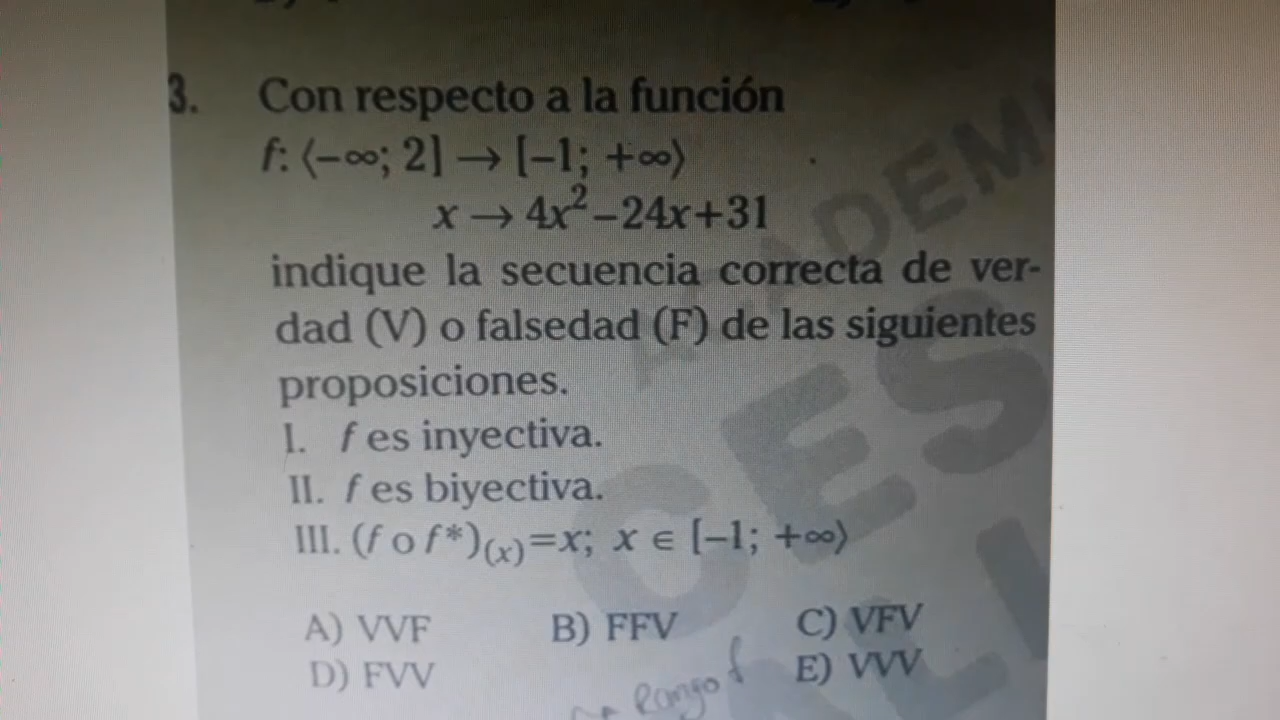 3. Con respecto a la función
f: ⟨−∞; 2] → [−1; +∞⟩
x → 4x²−24x+31
indique la secuencia correcta de ver-
dad (V) o falsedad (F) de las siguientes
proposiciones.
I. f es inyectiva.
II. f es biyectiva.
III. (f o f*)(x)=x; x ∈ [−1; +∞⟩
A) VVF B) FFV C) VFV
D) FVV E) VVV
Rango f